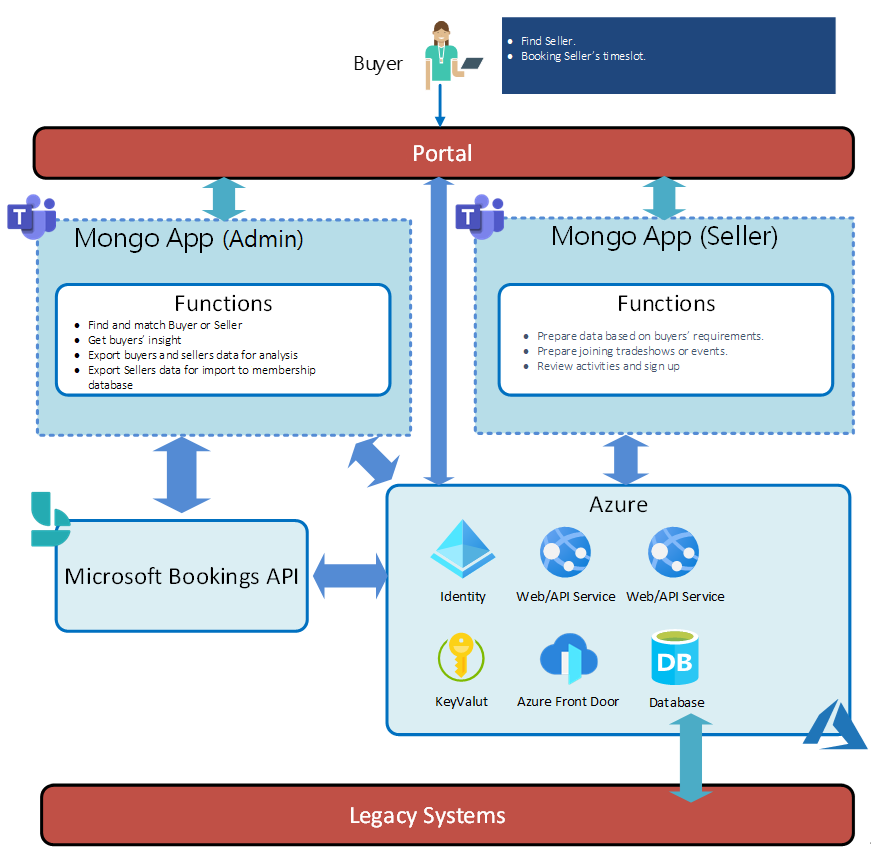 Buyer
• Find Seller.
• Booking Seller's timeslot.
Portal
T
Mongo App (Admin)
Functions
• Find and match Buyer or Seller
• Get buyers' insight
• Export buyers and sellers data for analysis
• Export Sellers data for import to membership
database
T
Mongo App (Seller)
Functions
• Prepare data based on buyers' requirements.
• Prepare joining tradeshows or events.
• Review activities and sign up
Microsoft Bookings API
Azure
Identity
Web/API Service
Web/API Service
KeyValut
Azure Front Door
DB
Database
Legacy Systems